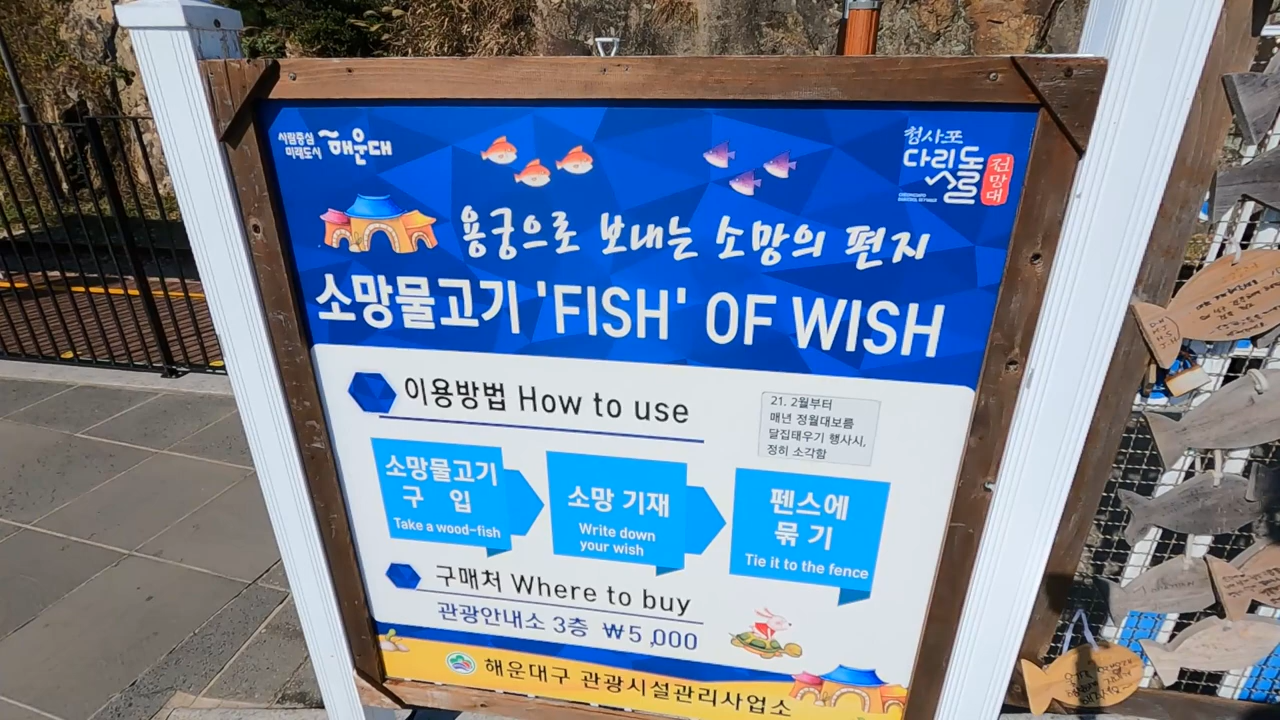 사람중심
미래도시 해운대
청사포
다릿돌
전망대
용궁으로 보내는 소망의 편지
소망물고기 'FISH' OF WISH
이용방법 How to use
21. 2월부터
매년 정월대보름
달집태우기 행사시,
정히 소각함
소망물고기
구 입
Take a wood-fish
소망 기재
Write down
your wish
펜스에
묶 기
Tie it to the fence
구매처 Where to buy
관광안내소 3층 ₩5,000
해운대구 관광시설관리사업소